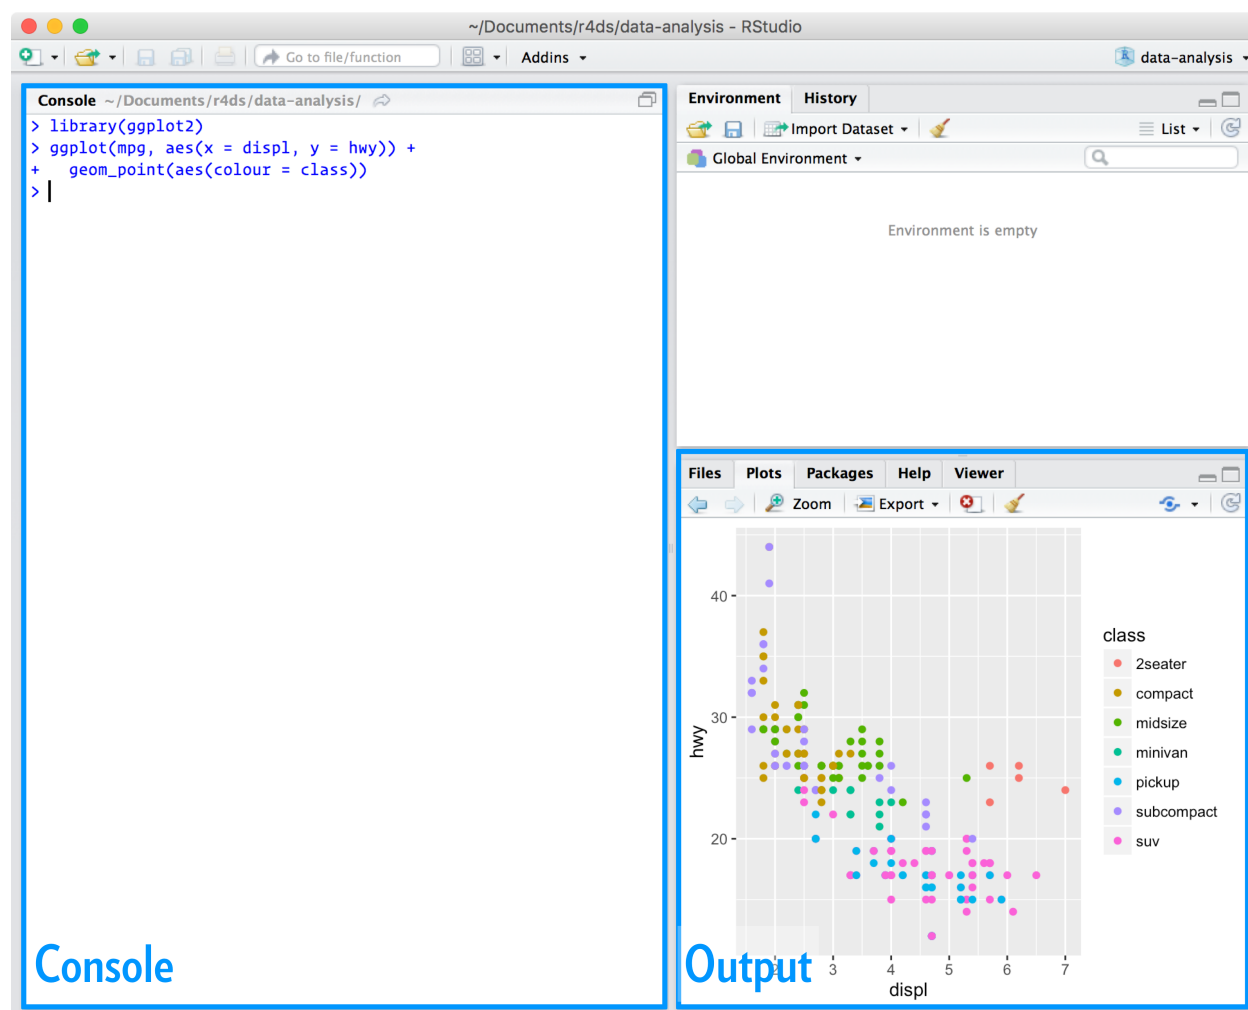 ~/Documents/r4ds/data-analysis - RStudio
Go to file/function
Addins
data-analysis
Console ~/Documents/r4ds/data-analysis/
> library(ggplot2)
> ggplot(mpg, aes(x = displ, y = hwy)) +
+   geom_point(aes(colour = class))
>
Console
Environment History
Import Dataset
List
Global Environment
Environment is empty
Files Plots Packages Help Viewer
Zoom Export
40
30
20
hwy
2 3 4 5 6 7
displ
class
2seater
compact
midsize
minivan
pickup
subcompact
suv
Output